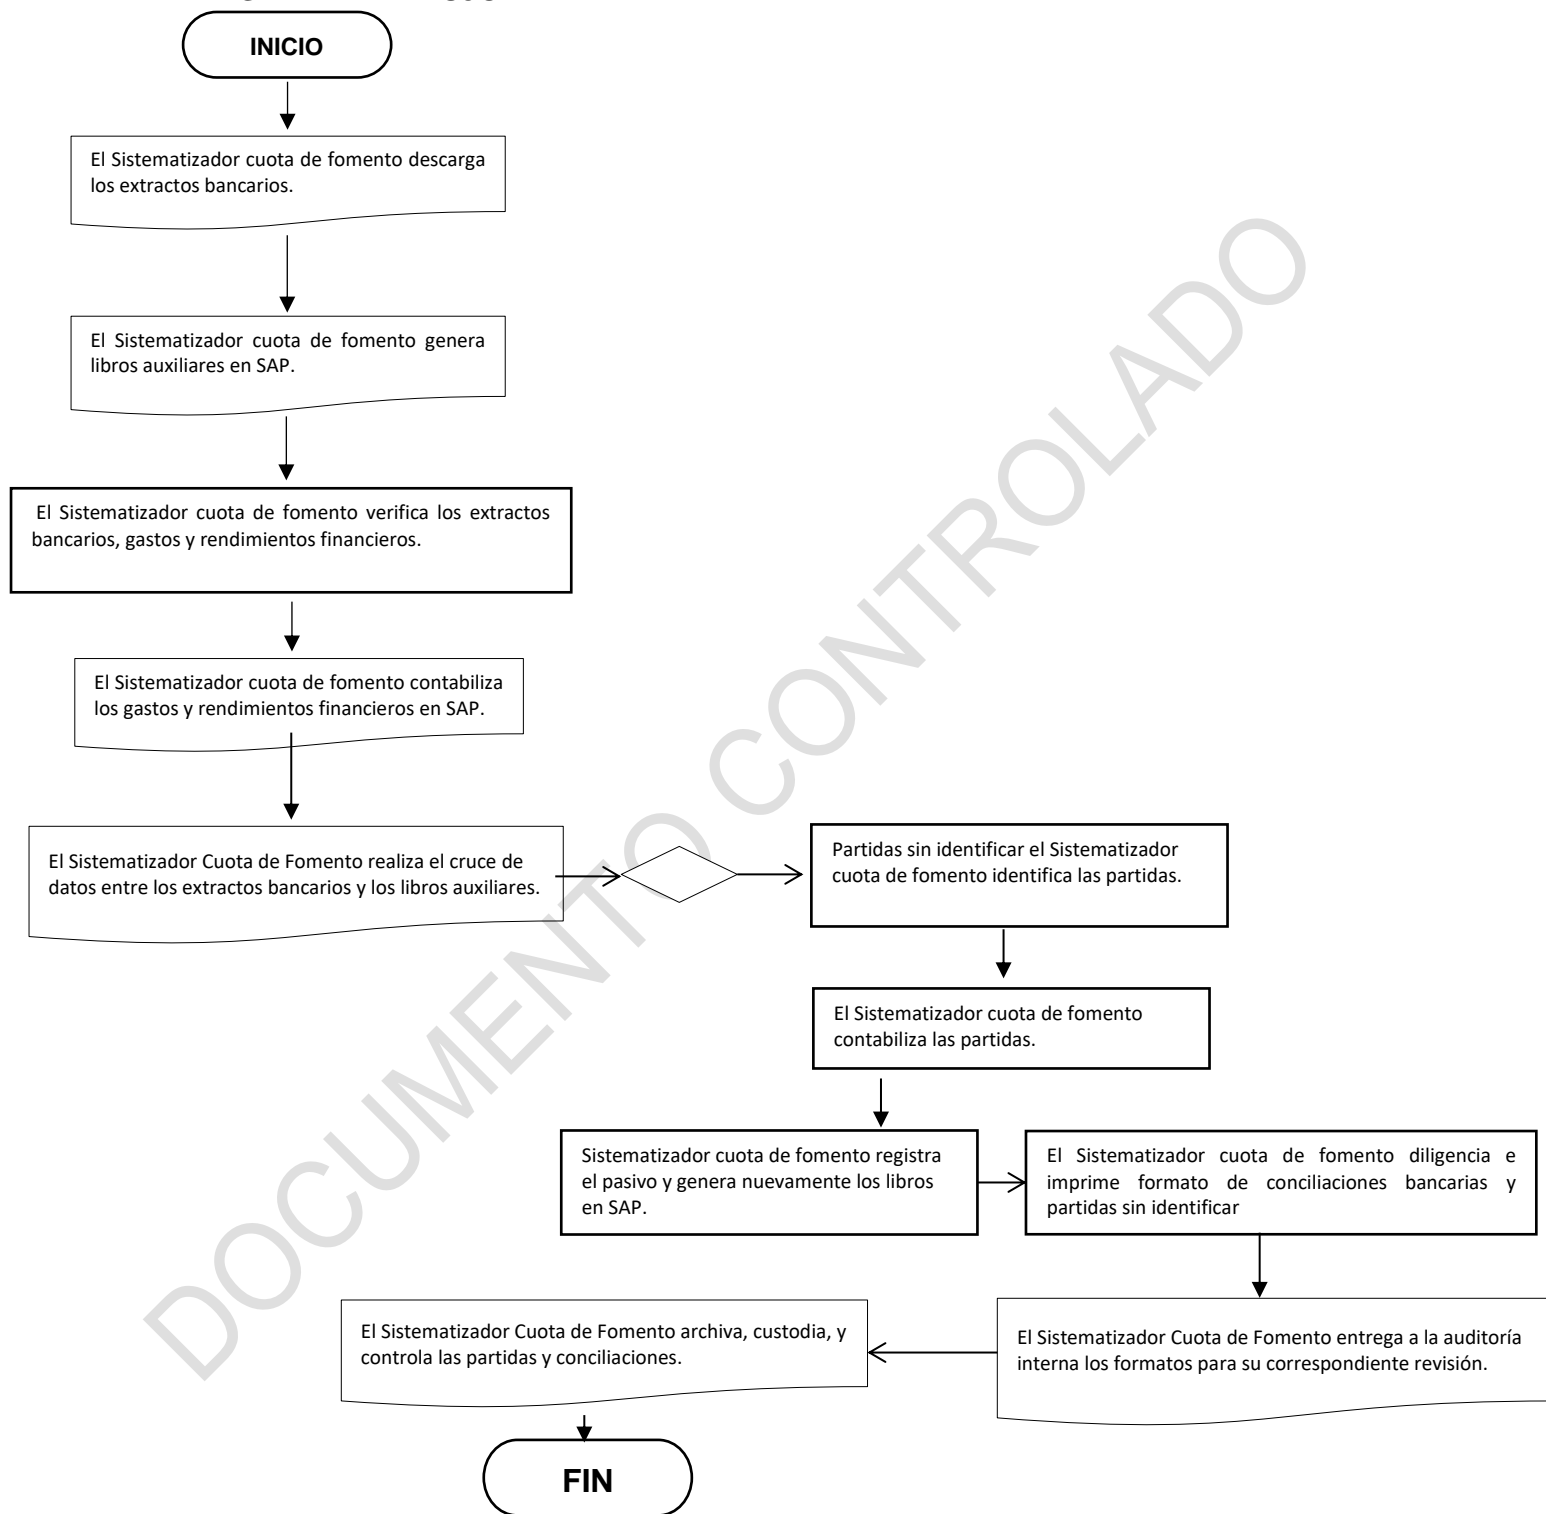 INICIO
El Sistematizador cuota de fomento descarga
los extractos bancarios.
El Sistematizador cuota de fomento genera
libros auxiliares en SAP.
El Sistematizador cuota de fomento verifica los extractos
bancarios, gastos y rendimientos financieros.
El Sistematizador cuota de fomento contabiliza
los gastos y rendimientos financieros en SAP.
El Sistematizador Cuota de Fomento realiza el cruce de
datos entre los extractos bancarios y los libros auxiliares.
Partidas sin identificar el Sistematizador
cuota de fomento identifica las partidas.
El Sistematizador cuota de fomento
contabiliza las partidas.
Sistematizador cuota de fomento registra
el pasivo y genera nuevamente los libros
en SAP.
El Sistematizador cuota de fomento diligencia e
imprime formato de conciliaciones bancarias y
partidas sin identificar
El Sistematizador Cuota de Fomento entrega a la auditoría
interna los formatos para su correspondiente revisión.
El Sistematizador Cuota de Fomento archiva, custodia, y
controla las partidas y conciliaciones.
FIN
DOCUMENTO CONTROLADO